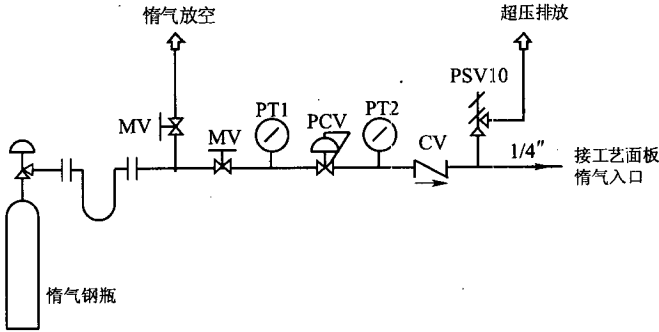 惰气放空
超压排放
PSV10
PT1
PCV
PT2
MV
MV
CV
1/4″
接工艺面板
惰气入口
惰气钢瓶